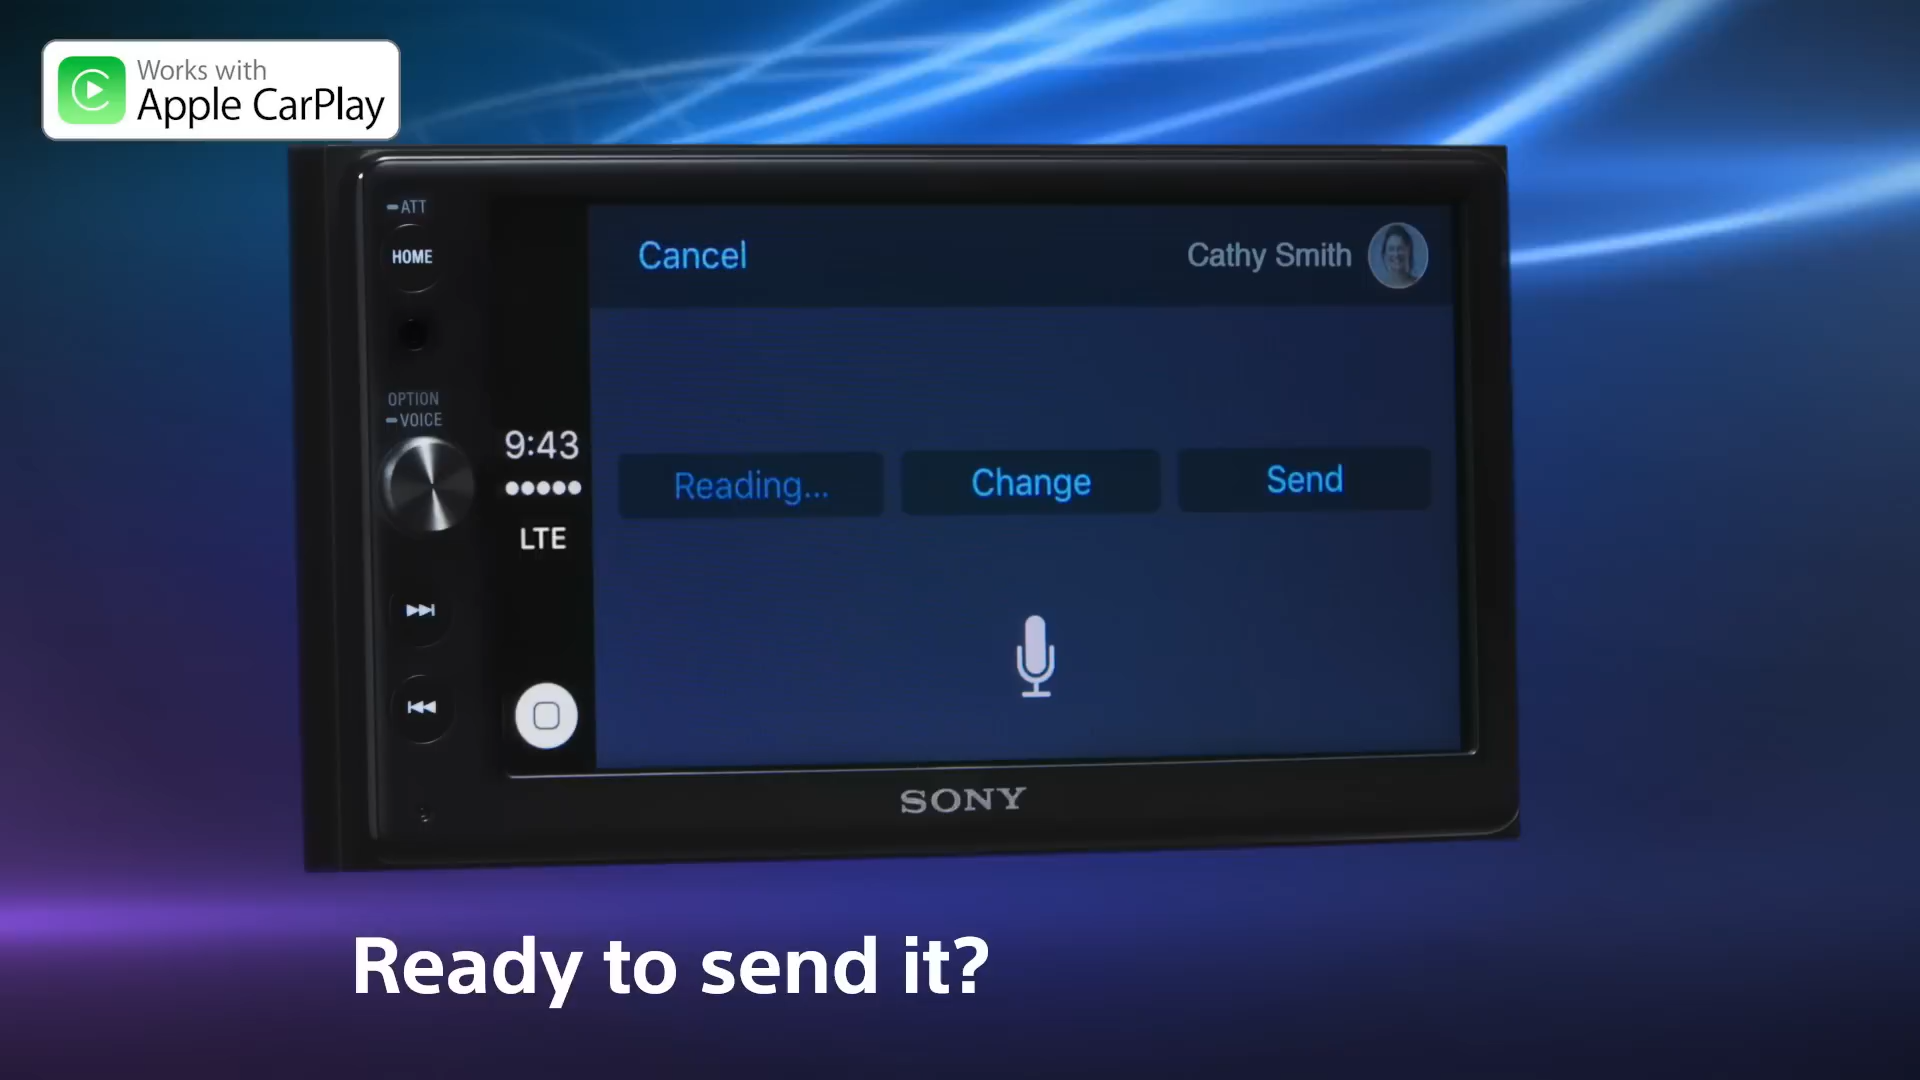 Works with
Apple CarPlay
ATT
HOME
Cancel
Cathy Smith
OPTION
VOICE
9:43
LTE
Reading...
Change
Send
SONY
Ready to send it?